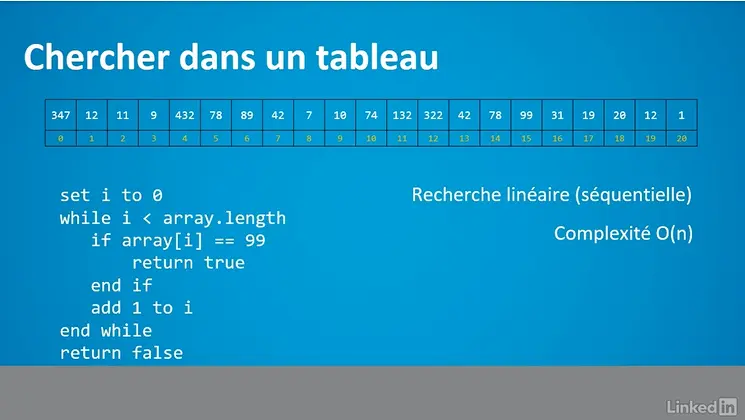 Chercher dans un tableau
347 12 11 9 432 78 89 42 7 10 74 132 322 42 78 99 31 19 20 12 1
0 1 2 3 4 5 6 7 8 9 10 11 12 13 14 15 16 17 18 19 20
set i to 0
while i < array.length
if array[i] == 99
return true
end if
add 1 to i
end while
return false
Recherche linéaire (séquentielle)
Complexité O(n)
Linked in